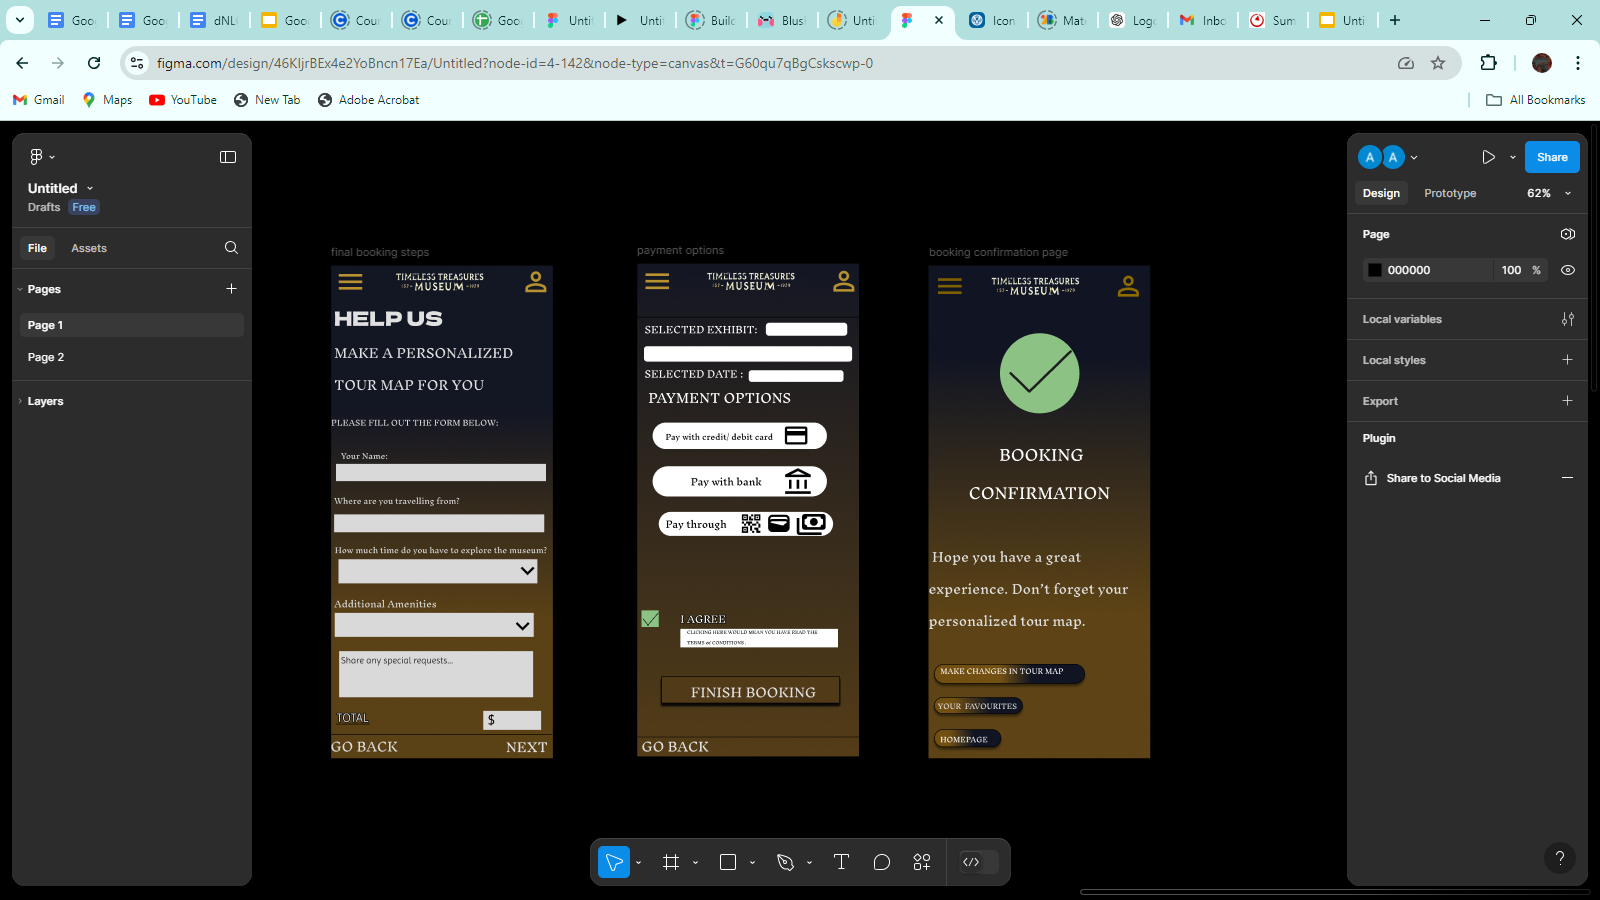 Goo
Goo
dNL
Goo
Cour
Cour
Goo
Untit
Unti
Build
Blus
Unti
Icon
Mate
Logo
Inbo
Sum
Unti
figma.com/design/46KljrBEx4e2YoBncn17Ea/Untitled?node-id=4-142&node-type=canvas&t=G60qu7qBgCskscwp-0
Gmail
Maps
YouTube
New Tab
Adobe Acrobat
All Bookmarks
Untitled
Drafts Free
File Assets
Pages
Page 1
Page 2
Layers
final booking steps
TIMELESS TREASURES
MUSEUM
HELP US
MAKE A PERSONALIZED
TOUR MAP FOR YOU
PLEASE FILL OUT THE FORM BELOW:
Your Name:
Where are you travelling from?
How much time do you have to explore the museum?
Additional Amenities
Share any special requests...
TOTAL $
GO BACK NEXT
payment options
TIMELESS TREASURES
MUSEUM
SELECTED EXHIBIT:
SELECTED DATE :
PAYMENT OPTIONS
Pay with credit/ debit card
Pay with bank
Pay through
I AGREE
CLICKING HERE WOULD MEAN YOU HAVE READ THE
TERMS of CONDITIONS .
FINISH BOOKING
GO BACK
booking confirmation page
TIMELESS TREASURES
MUSEUM
BOOKING
CONFIRMATION
Hope you have a great
experience. Don't forget your
personalized tour map.
MAKE CHANGES IN TOUR MAP
YOUR FAVOURITES
HOMEPAGE
A A
Share
Design Prototype 62%
Page
000000 100 %
Local variables
Local styles
Export
Plugin
Share to Social Media
?